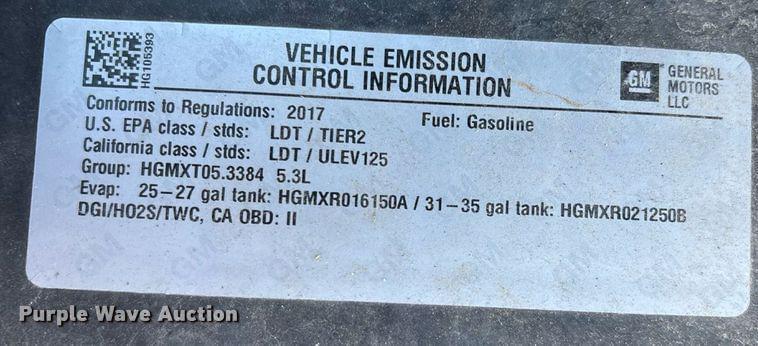 HG106393
VEHICLE EMISSION
CONTROL INFORMATION
GM
GENERAL
MOTORS
LLC
Conforms to Regulations: 2017
Fuel: Gasoline
U.S. EPA class / stds: LDT / TIER2
California class / stds: LDT / ULEV125
Group: HGMXT05.3384 5.3L
Evap: 25-27 gal tank: HGMXR016150A / 31-35 gal tank: HGMXR021250B
DGI/HO2S/TWC, CA OBD: II
Purple Wave Auction